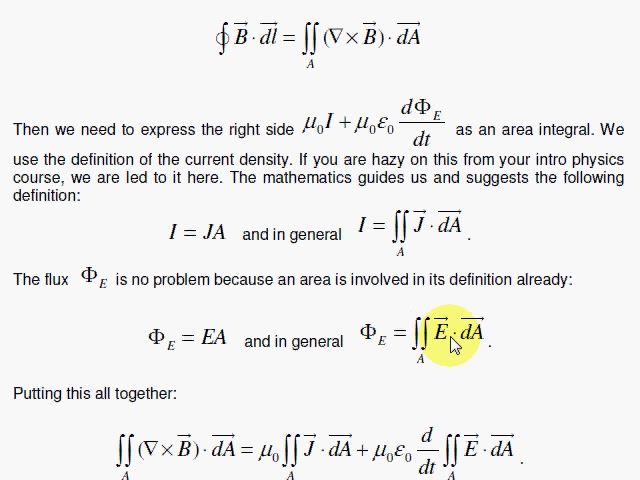 ∮ B⃗ · dl⃗ = ∬_A (∇ × B⃗) · dA⃗
Then we need to express the right side μ₀I + μ₀ε₀ dΦ_E/dt as an area integral. We
use the definition of the current density. If you are hazy on this from your intro physics
course, we are led to it here. The mathematics guides us and suggests the following
definition:
I = JA and in general I = ∬_A J⃗ · dA⃗ .
The flux Φ_E is no problem because an area is involved in its definition already:
Φ_E = EA and in general Φ_E = ∬_A E⃗ · dA⃗ .
Putting this all together:
∬_A (∇ × B⃗) · dA⃗ = μ₀ ∬_A J⃗ · dA⃗ + μ₀ε₀ d/dt ∬_A E⃗ · dA⃗ .